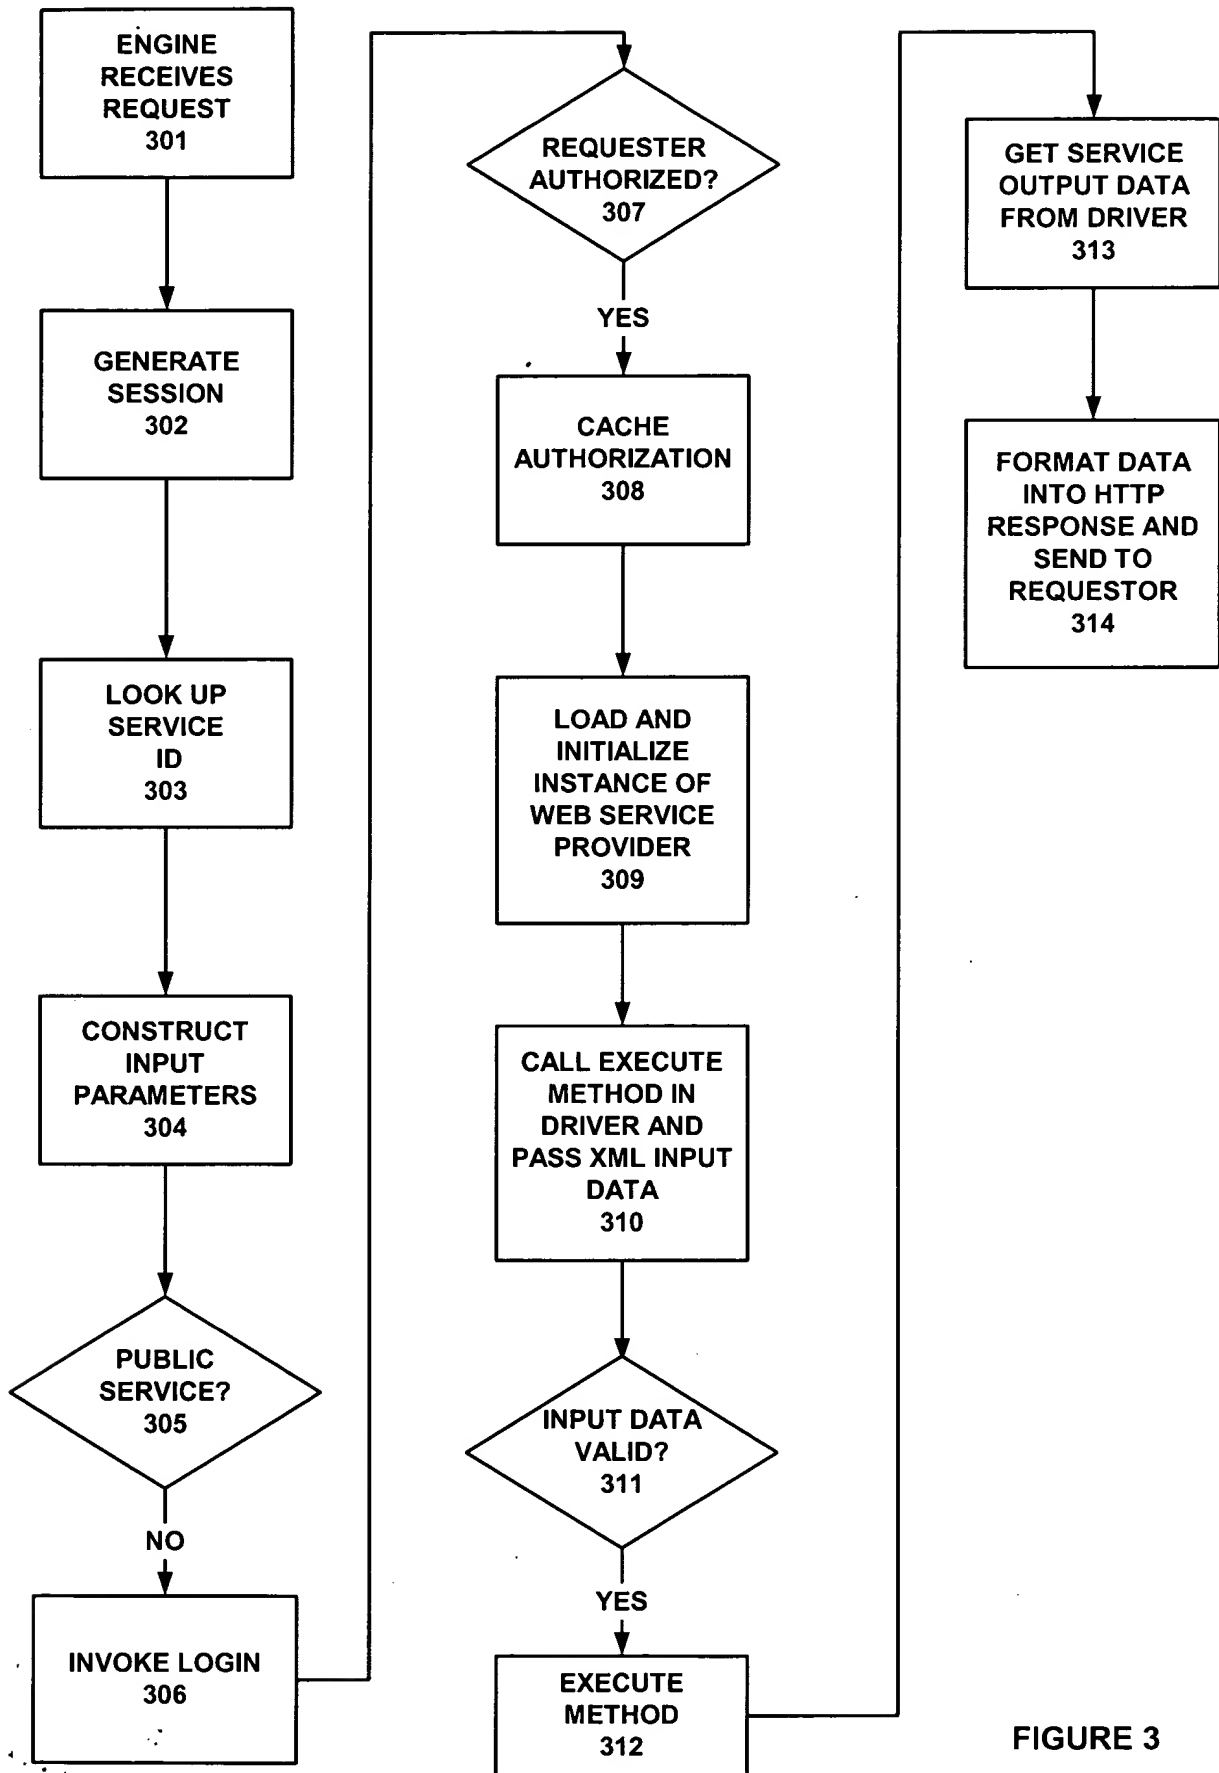 ENGINE
RECEIVES
REQUEST
301
GENERATE
SESSION
302
LOOK UP
SERVICE
ID
303
CONSTRUCT
INPUT
PARAMETERS
304
PUBLIC
SERVICE?
305
NO
INVOKE LOGIN
306
REQUESTER
AUTHORIZED?
307
YES
CACHE
AUTHORIZATION
308
LOAD AND
INITIALIZE
INSTANCE OF
WEB SERVICE
PROVIDER
309
CALL EXECUTE
METHOD IN
DRIVER AND
PASS XML INPUT
DATA
310
INPUT DATA
VALID?
311
YES
EXECUTE
METHOD
312
GET SERVICE
OUTPUT DATA
FROM DRIVER
313
FORMAT DATA
INTO HTTP
RESPONSE AND
SEND TO
REQUESTOR
314
FIGURE 3